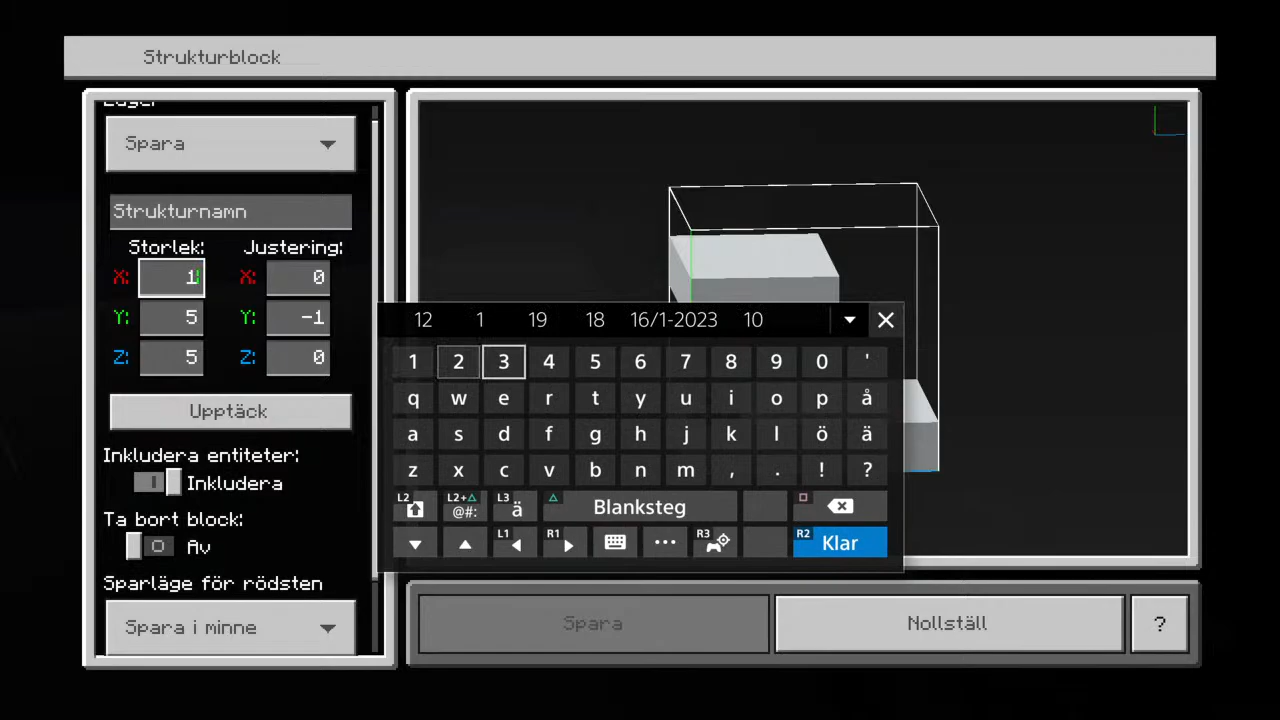 Strukturblock
Läger
Spara
Strukturnamn
Storlek: Justering:
X: 1 X: 0
Y: 5 Y: -1
Z: 5 Z: 0
Upptäck
Inkludera entiteter:
Inkludera
Ta bort block:
Av
Sparläge för rödsten
Spara i minne
12 1 19 18 16/1-2023 10
1 2 3 4 5 6 7 8 9 0 '
q w e r t y u i o p å
a s d f g h j k l ö ä
z x c v b n m , . ! ?
L2 L2+△ @#: L3 ä △ Blanksteg □
L1 R1 ... R3 R2 Klar
Spara Nollställ ?